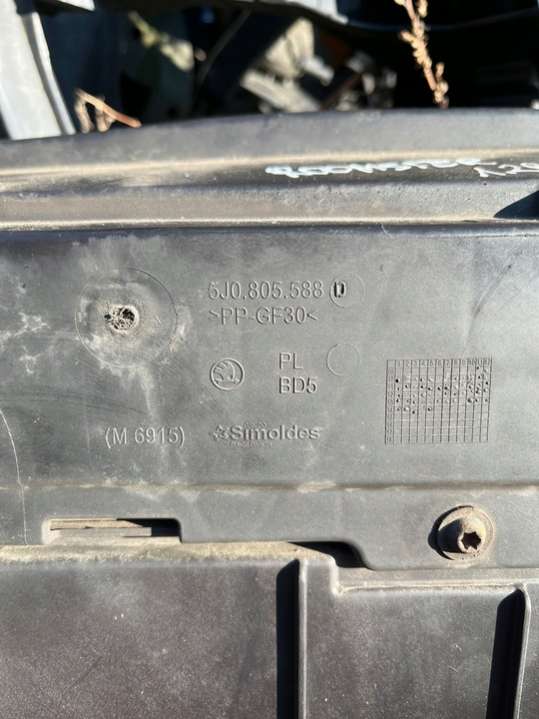 5J0.805.588 D
>PP-GF30<
PL
BD5
(M 6915)
Simoldes